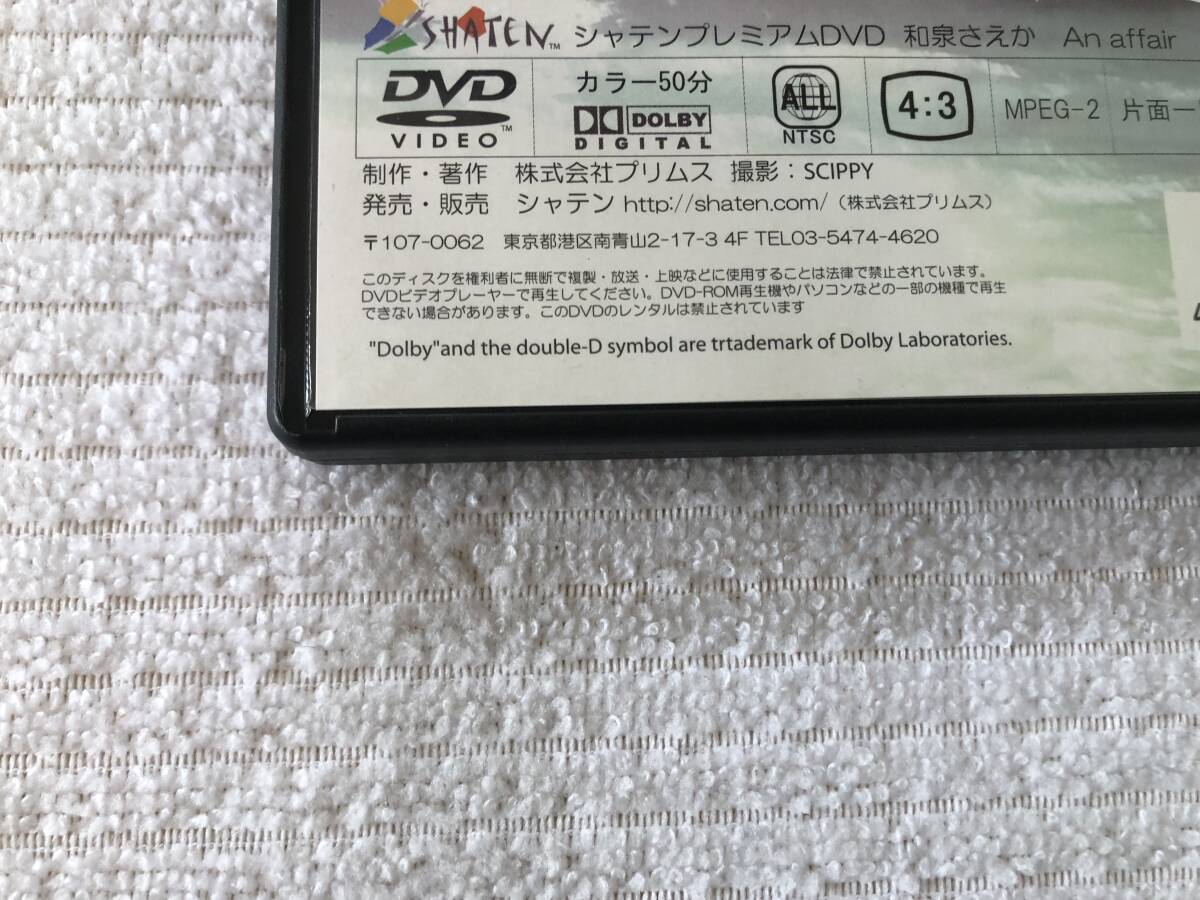 SHATEN™ シャテンプレミアムDVD 和泉さえか An affair
DVD VIDEO™
カラー50分
DOLBY DIGITAL
ALL NTSC
4:3
MPEG-2
片面一
制作・著作 株式会社プリムス 撮影：SCIPPY
発売・販売 シャテン http://shaten.com/（株式会社プリムス）
〒107-0062 東京都港区南青山2-17-3 4F TEL03-5474-4620
このディスクを権利者に無断で複製・放送・上映などに使用することは法律で禁止されています。
DVDビデオプレーヤーで再生してください。DVD-ROM再生機やパソコンなどの一部の機種で再生
できない場合があります。このDVDのレンタルは禁止されています
"Dolby"and the double-D symbol are trtademark of Dolby Laboratories.